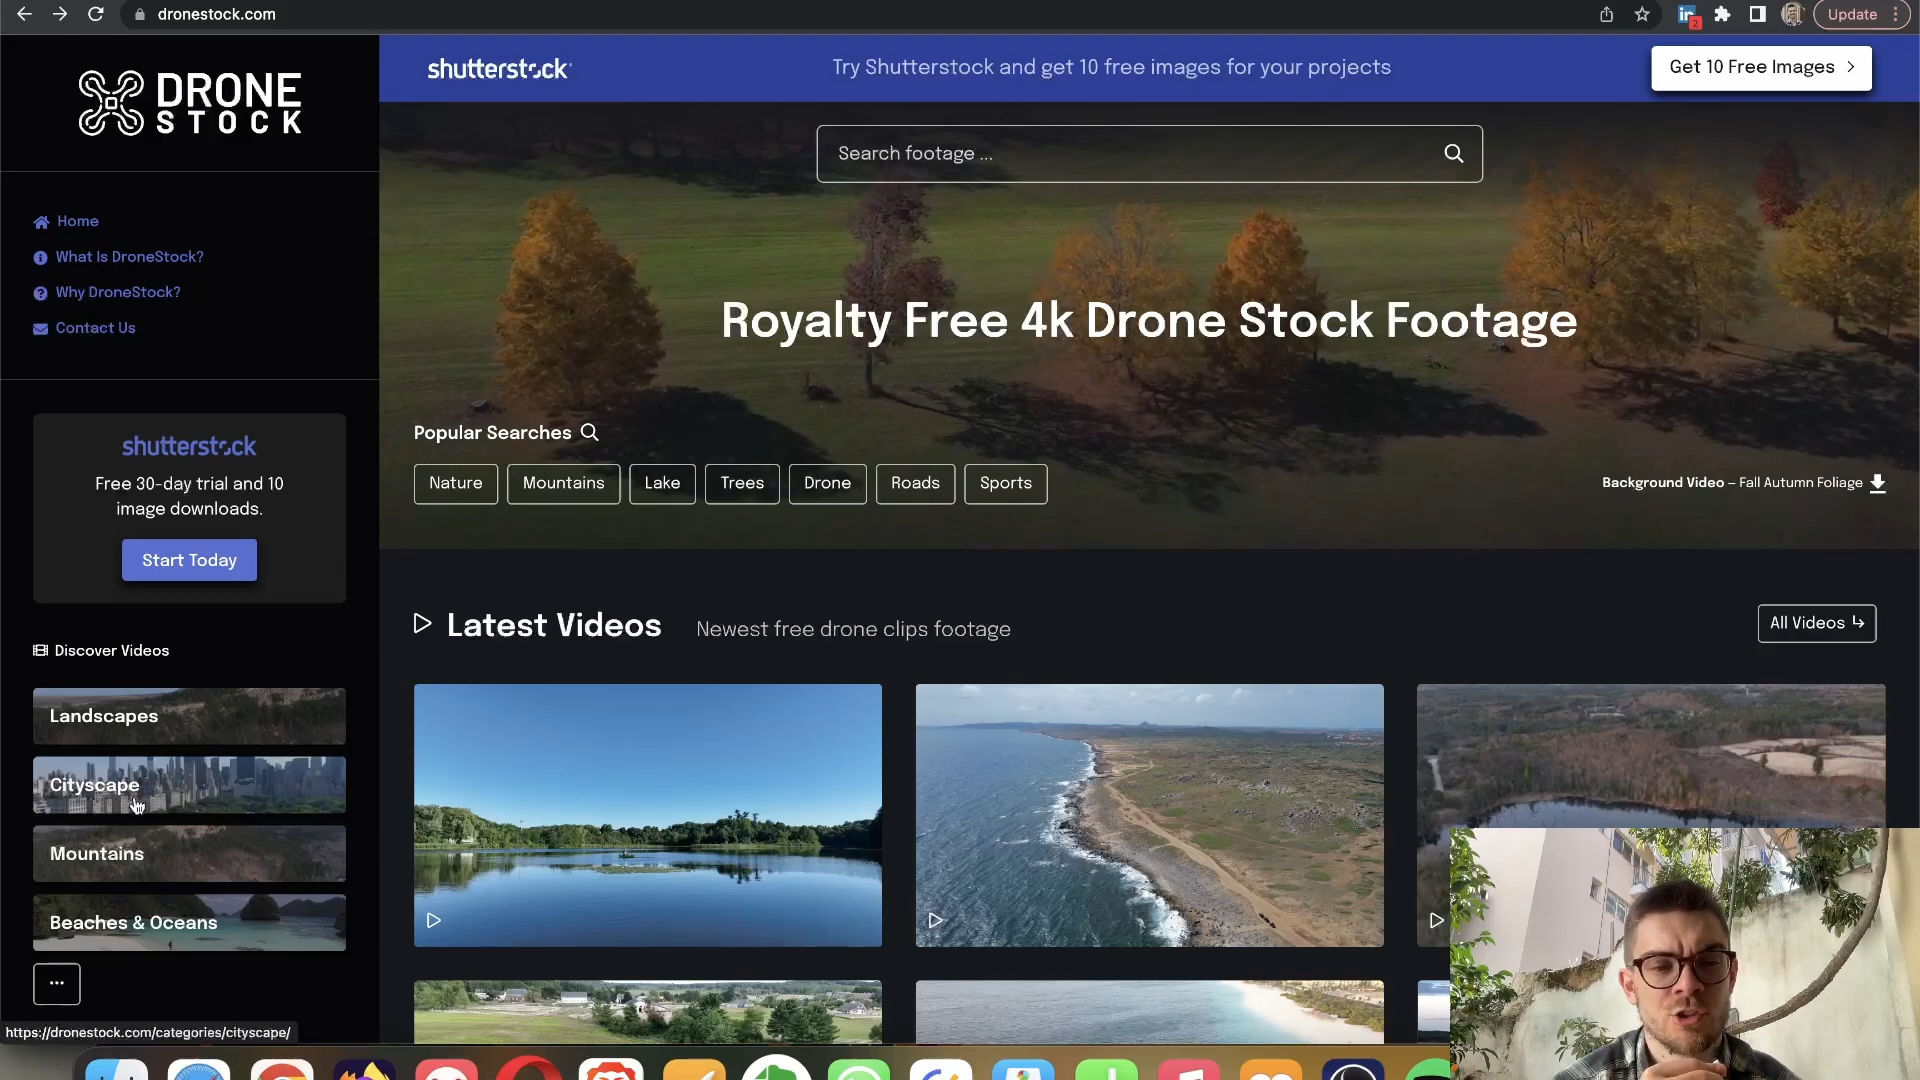 dronestock.com
2
Update
DRONE
STOCK
shutterstock
Try Shutterstock and get 10 free images for your projects
Get 10 Free Images
Search footage ...
Home
What Is DroneStock?
Why DroneStock?
Contact Us
Royalty Free 4k Drone Stock Footage
Popular Searches
Nature
Mountains
Lake
Trees
Drone
Roads
Sports
Background Video – Fall Autumn Foliage
shutterstock
Free 30-day trial and 10
image downloads.
Start Today
Latest Videos
Newest free drone clips footage
All Videos
Discover Videos
Landscapes
Cityscape
Mountains
Beaches & Oceans
...
https://dronestock.com/categories/cityscape/